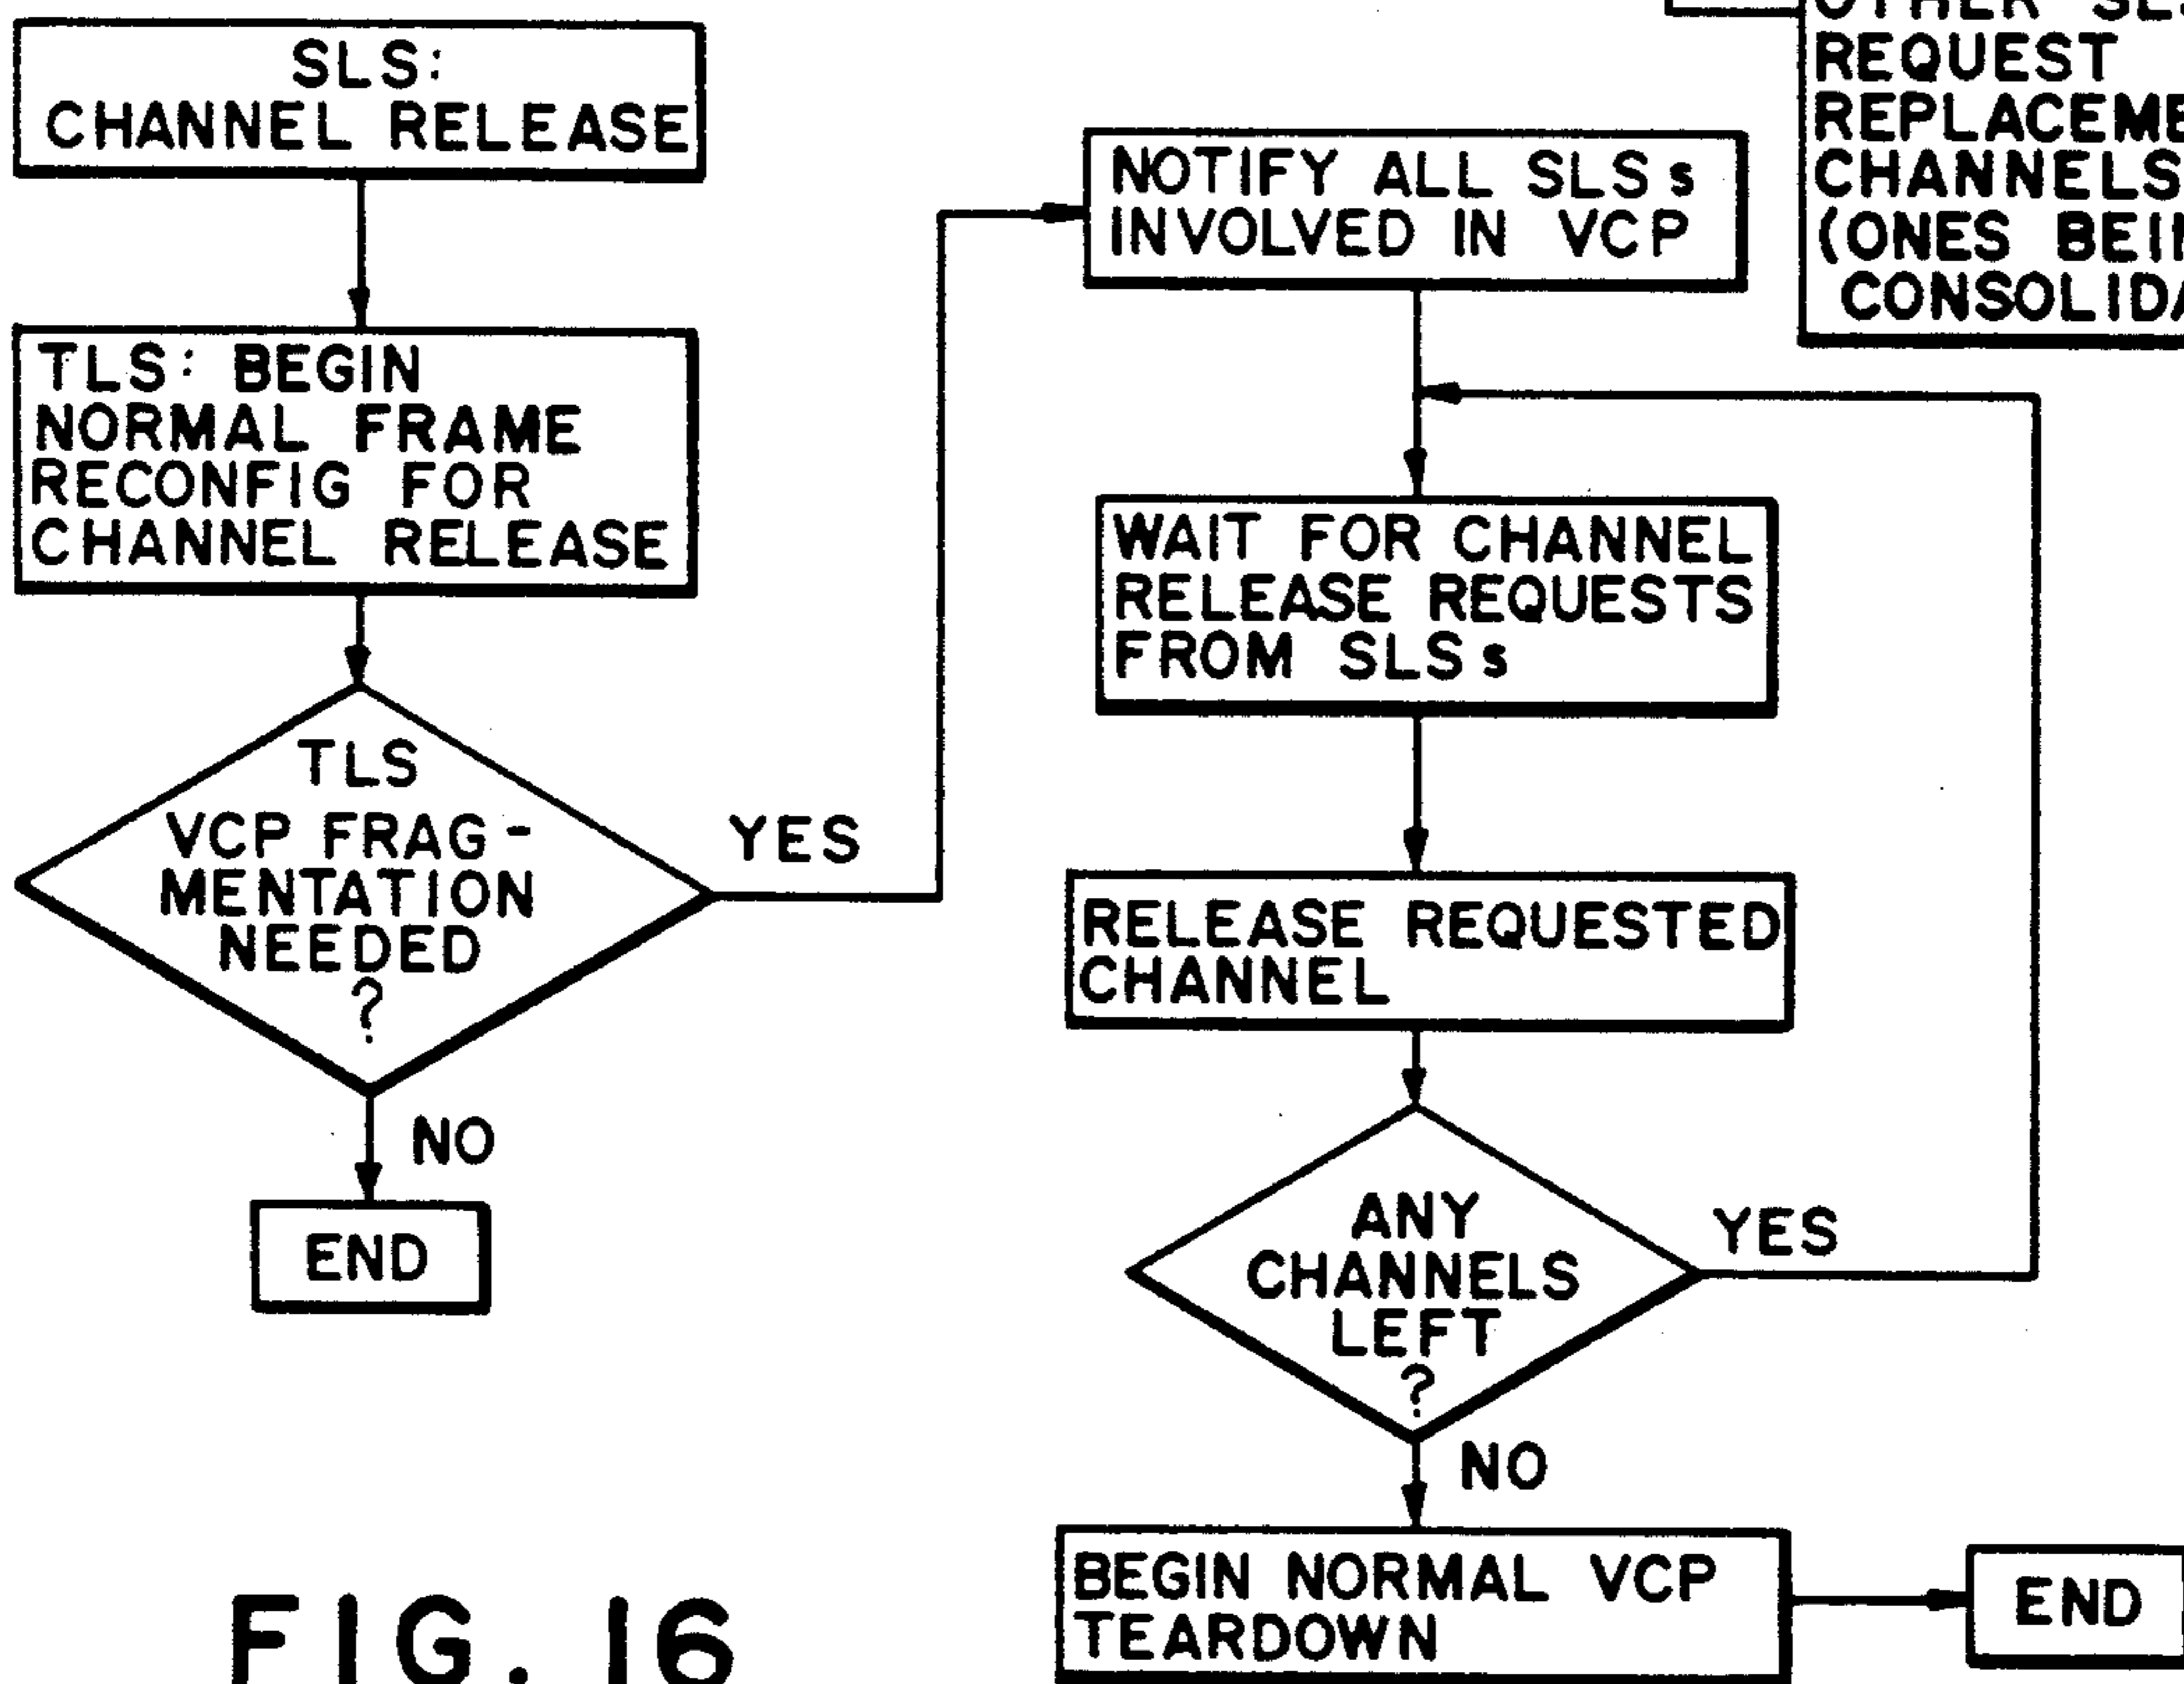 SLS:
CHANNEL RELEASE
TLS: BEGIN
NORMAL FRAME
RECONFIG FOR
CHANNEL RELEASE
TLS
VCP FRAG-
MENTATION
NEEDED
?
YES
NO
END
NOTIFY ALL SLSs
INVOLVED IN VCP
WAIT FOR CHANNEL
RELEASE REQUESTS
FROM SLSs
RELEASE REQUESTED
CHANNEL
ANY
CHANNELS
LEFT
?
YES
NO
BEGIN NORMAL VCP
TEARDOWN
END
REQUEST
CHANNELS
(ONES
FIG. 16